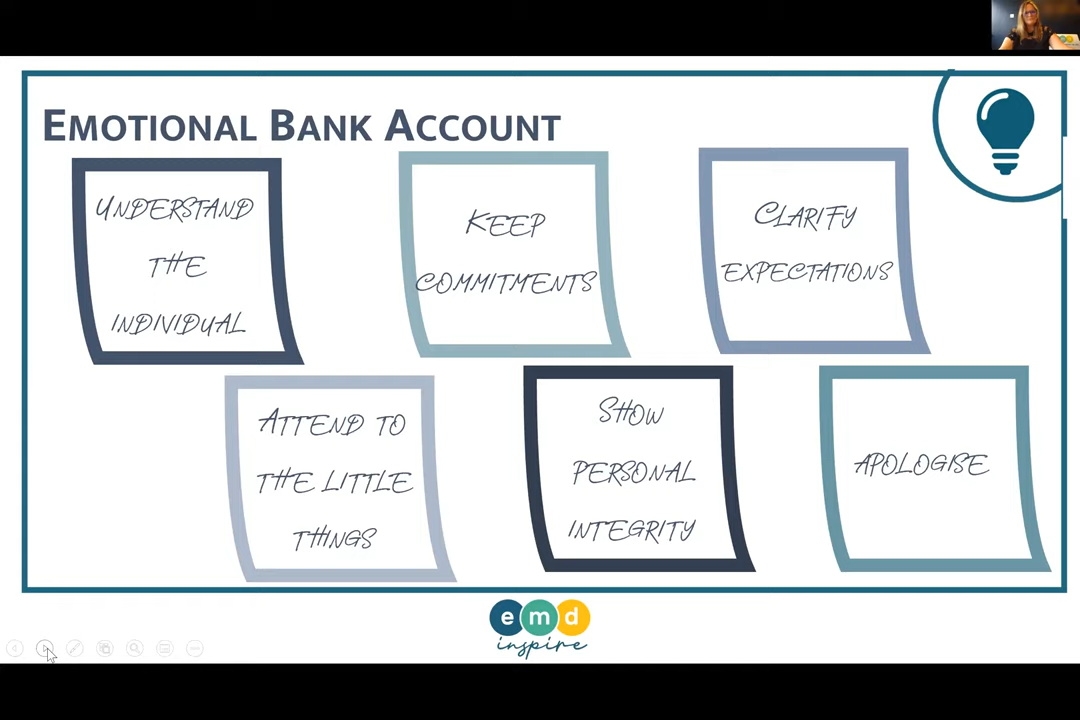 Emotional Bank Account
Understand
the
individual
Keep
commitments
Clarify
expectations
Attend to
the little
things
Show
personal
integrity
apologise
emd
inspire